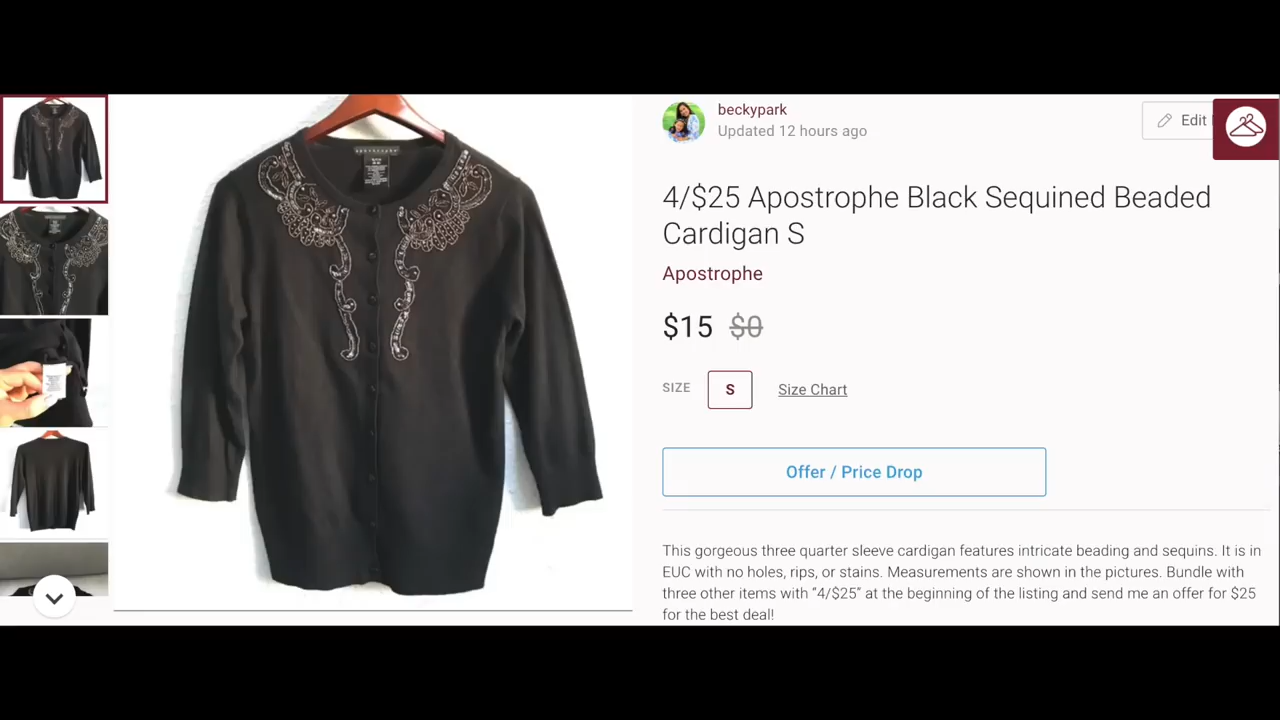 beckypark
Updated 12 hours ago
Edit
4/$25 Apostrophe Black Sequined Beaded
Cardigan S
Apostrophe
$15 $0
SIZE S Size Chart
Offer / Price Drop
This gorgeous three quarter sleeve cardigan features intricate beading and sequins. It is in
EUC with no holes, rips, or stains. Measurements are shown in the pictures. Bundle with
three other items with “4/$25” at the beginning of the listing and send me an offer for $25
for the best deal!
apostrophe